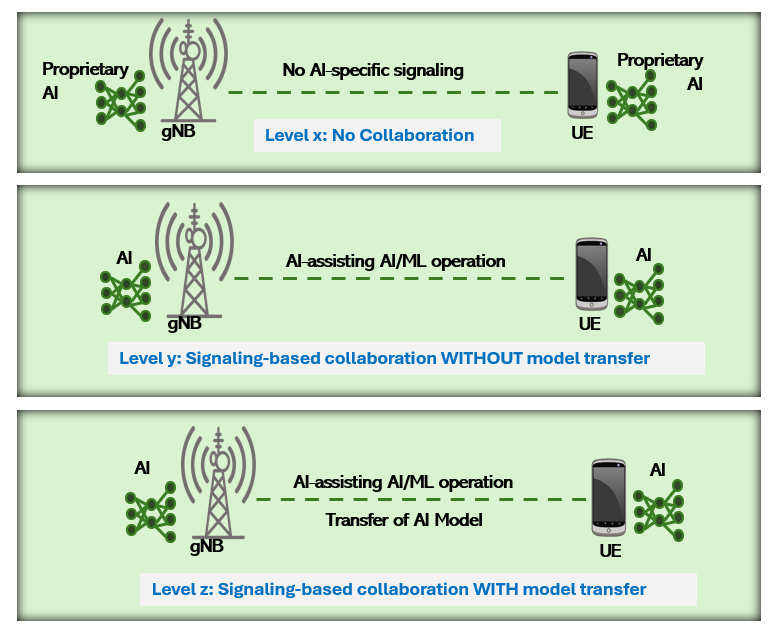 Proprietary
AI
gNB
No AI-specific signaling
Proprietary
AI
UE
Level x: No Collaboration
AI
gNB
AI-assisting AI/ML operation
AI
UE
Level y: Signaling-based collaboration WITHOUT model transfer
AI
gNB
AI-assisting AI/ML operation
Transfer of AI Model
AI
UE
Level z: Signaling-based collaboration WITH model transfer